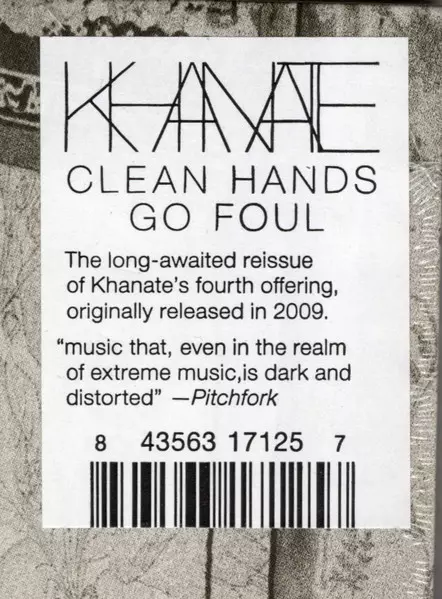 KHANATE
CLEAN HANDS
GO FOUL
The long-awaited reissue
of Khanate's fourth offering,
originally released in 2009.
“music that, even in the realm
of extreme music,is dark and
distorted” —Pitchfork
8 43563 17125 7